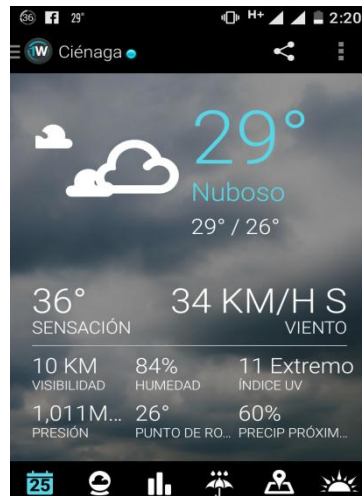 36 29° H+ 2:20
1W Ciénaga
29°
Nuboso
29° / 26°
36° 34 KM/H S
SENSACIÓN VIENTO
10 KM 84% 11 Extremo
VISIBILIDAD HUMEDAD ÍNDICE UV
1,011M... 26° 60%
PRESIÓN PUNTO DE RO... PRECIP PRÓXIM...
25